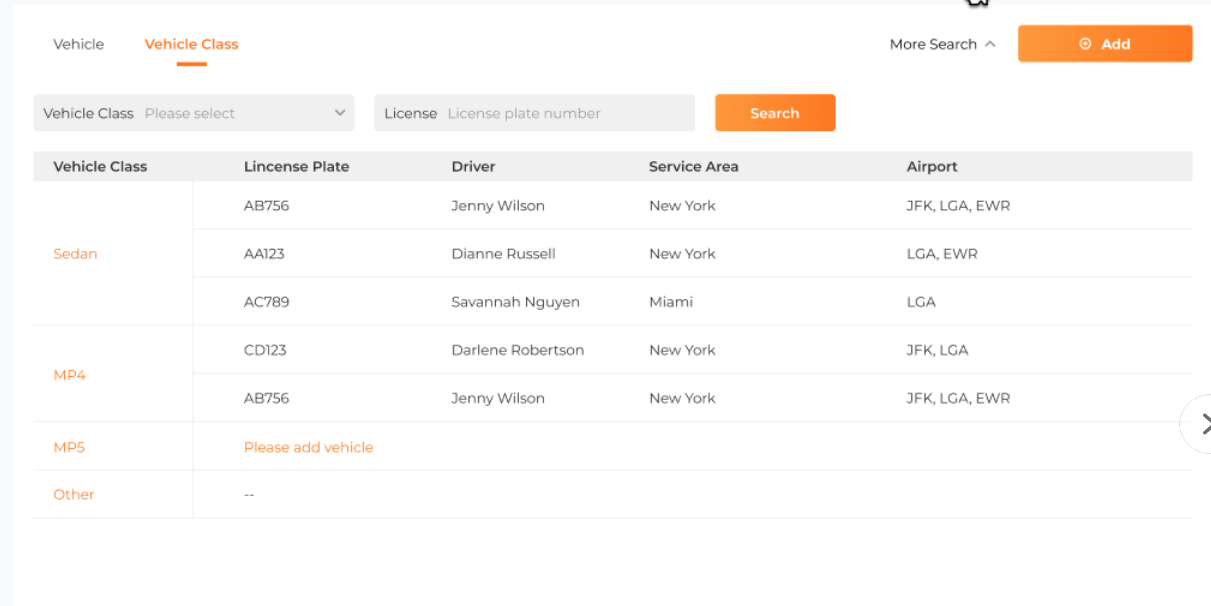 Vehicle Vehicle Class More Search Add
Vehicle Class Please select License License plate number Search
Vehicle Class Lincense Plate Driver Service Area Airport
AB756 Jenny Wilson New York JFK, LGA, EWR
Sedan AA123 Dianne Russell New York LGA, EWR
AC789 Savannah Nguyen Miami LGA
CD123 Darlene Robertson New York JFK, LGA
MP4
AB756 Jenny Wilson New York JFK, LGA, EWR
MP5 Please add vehicle
Other --